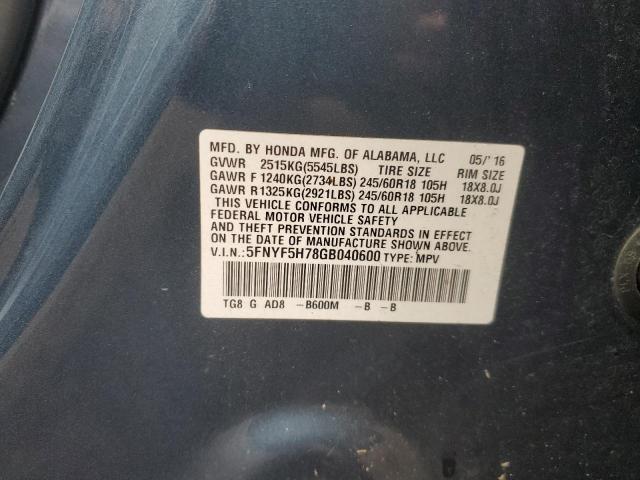 MFD. BY HONDA MFG. OF ALABAMA, LLC 05/'16
GVWR 2515KG(5545LBS) TIRE SIZE RIM SIZE
GAWR F 1240KG(2734LBS) 245/60R18 105H 18X8.0J
GAWR R1325KG(2921LBS) 245/60R18 105H 18X8.0J
THIS VEHICLE CONFORMS TO ALL APPLICABLE
FEDERAL MOTOR VEHICLE SAFETY
AND THEFT PREVENTION STANDARDS IN EFFECT
ON THE DATE OF MANUFACTURE SHOWN ABOVE.
V.I.N.:5FNYF5H78GB040600 TYPE: MPV
TG8 G AD8 -B600M -B -B